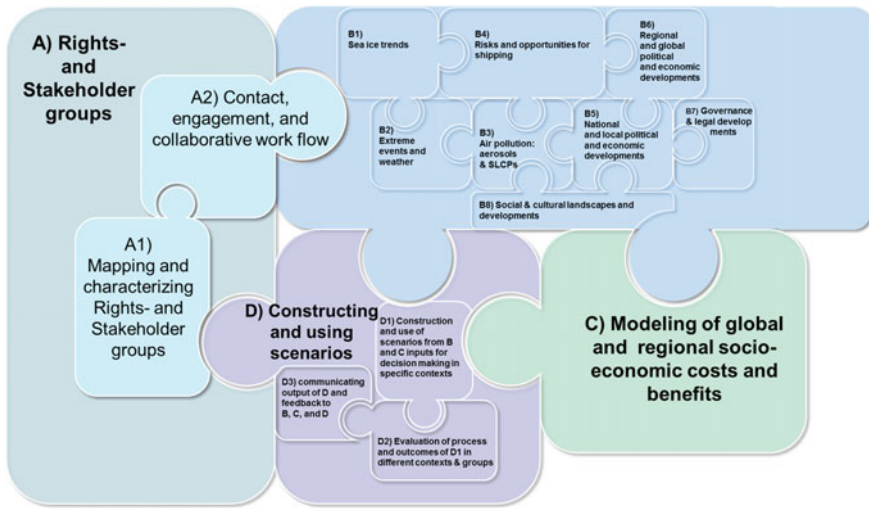 A) Rights-
and
Stakeholder
groups
A2) Contact,
engagement, and
collaborative work flow
A1)
Mapping and
characterizing
Rights- and
Stakeholder
groups
B1)
Sea ice trends
B4)
Risks and opportunities for
shipping
B6)
Regional
and global
political
and economic
developments
B2)
Extreme
events and
weather
B3)
Air pollution:
aerosols
& SLCPs
B5)
National
and local political
and economic
developments
B7) Governance
& legal develop
ments
B8) Social & cultural landscapes and
developments
D) Constructing
and using
scenarios
D1) Construction
and use of
scenarios from B
and C inputs for
decision making in
specific contexts
D3) communicating
output of D and
feedback to
B, C, and D
D2) Evaluation of process
and outcomes of D1 in
different contexts & groups
C) Modeling of global
and regional socio-
economic costs and
benefits